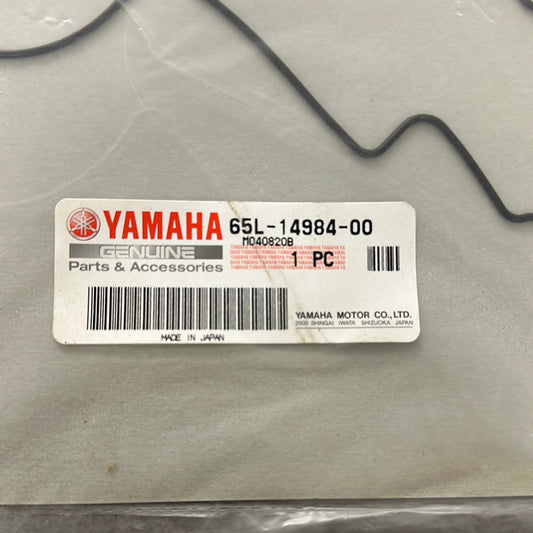 YAMAHA 65L-14984-00
GENUINE M040820B
Parts & Accessories 1 PC
YAMAHA MOTOR CO.,LTD.
2500 SHINGAI IWATA SHIZUOKA JAPAN
MADE IN JAPAN